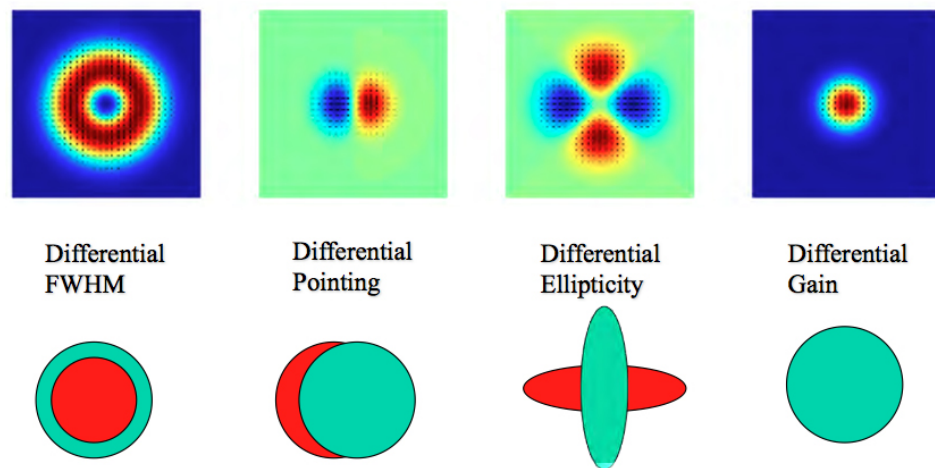 Differential
FWHM
Differential
Pointing
Differential
Ellipticity
Differential
Gain